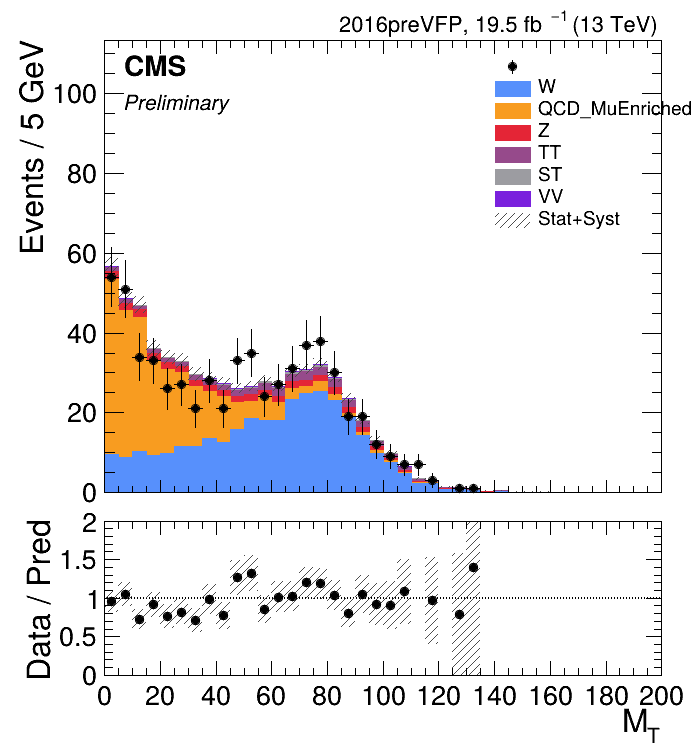 2016preVFP, 19.5 fb⁻¹ (13 TeV)
CMS
Preliminary
W
QCD_MuEnriched
Z
TT
ST
VV
Stat+Syst
Events / 5 GeV
100
80
60
40
20
0
Data / Pred
2
1.5
1
0.5
0
0 20 40 60 80 100 120 140 160 180 200
M_T